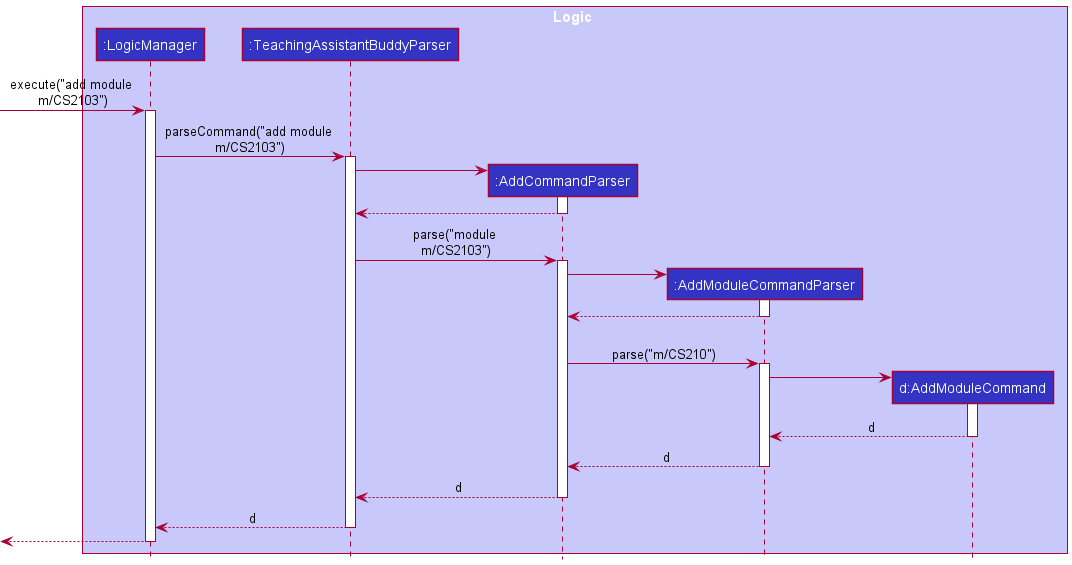 Logic
:LogicManager
:TeachingAssistantBuddyParser
execute("add module
m/CS2103")
parseCommand("add module
m/CS2103")
:AddCommandParser
parse("module
m/CS2103")
:AddModuleCommandParser
parse("m/CS210")
d:AddModuleCommand
d
d
d
d